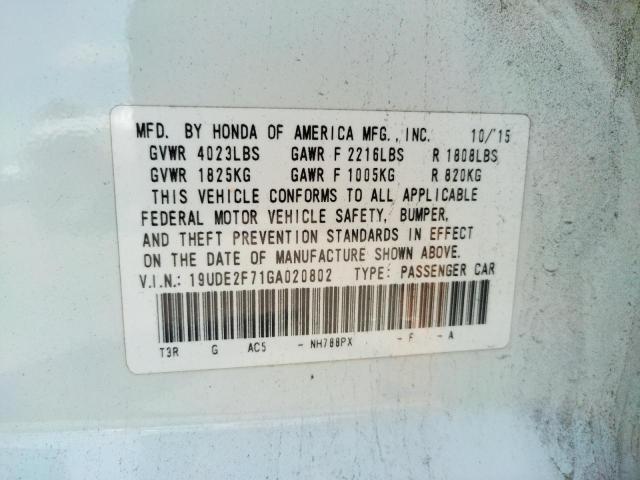 MFD. BY HONDA OF AMERICA MFG., INC. 10/15
GVWR 4023LBS GAWR F 2216LBS R 1808LBS
GVWR 1825KG GAWR F 1005KG R 820KG
THIS VEHICLE CONFORMS TO ALL APPLICABLE
FEDERAL MOTOR VEHICLE SAFETY, BUMPER,
AND THEFT PREVENTION STANDARDS IN EFFECT
ON THE DATE OF MANUFACTURE SHOWN ABOVE.
V.I.N.: 19UDE2F71GA020802 TYPE: PASSENGER CAR
T3R G AC5 - NH788PX - F - A